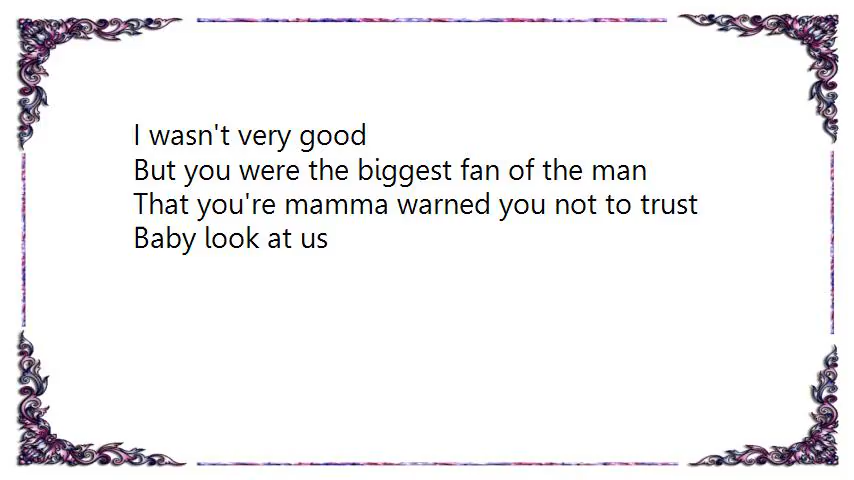 I wasn't very good
But you were the biggest fan of the man
That you're mamma warned you not to trust
Baby look at us